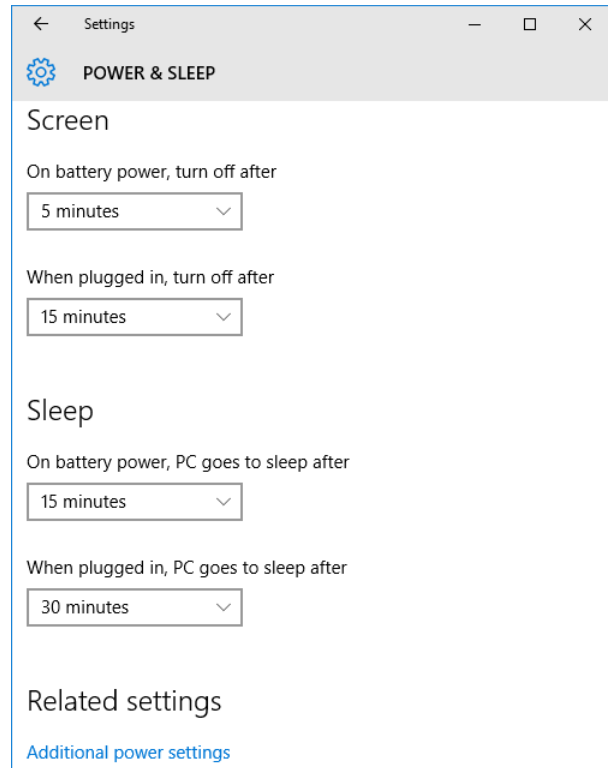 Settings
POWER & SLEEP
Screen
On battery power, turn off after
5 minutes
When plugged in, turn off after
15 minutes
Sleep
On battery power, PC goes to sleep after
15 minutes
When plugged in, PC goes to sleep after
30 minutes
Related settings
Additional power settings